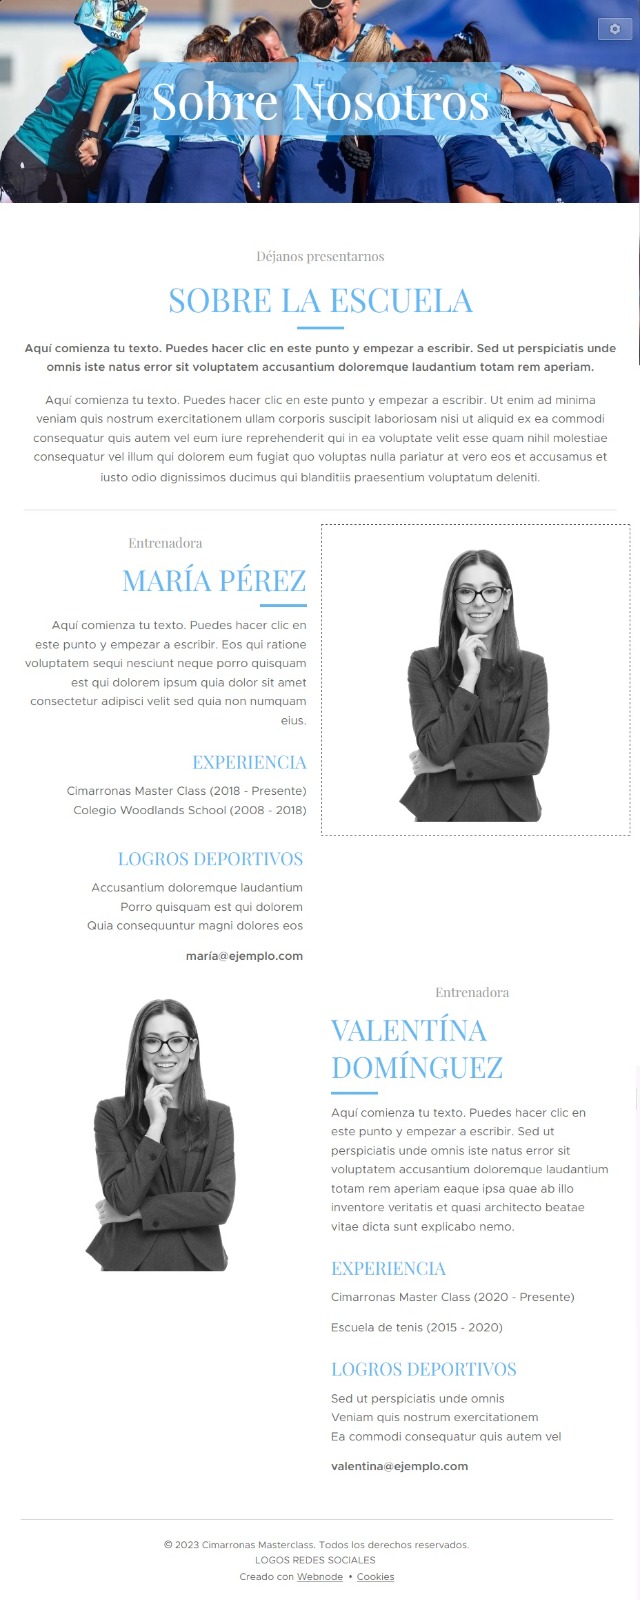 Sobre Nosotros
Déjanos presentarnos
SOBRE LA ESCUELA
Aquí comienza tu texto. Puedes hacer clic en este punto y empezar a escribir. Sed ut perspiciatis unde
omnis iste natus error sit voluptatem accusantium doloremque laudantium totam rem aperiam.
Aquí comienza tu texto. Puedes hacer clic en este punto y empezar a escribir. Ut enim ad minima
veniam quis nostrum exercitationem ullam corporis suscipit laboriosam nisi ut aliquid ex ea commodi
consequatur quis autem vel eum iure reprehenderit qui in ea voluptate velit esse quam nihil molestiae
consequatur vel illum qui dolorem eum fugiat quo voluptas nulla pariatur at vero eos et accusamus et
iusto odio dignissimos ducimus qui blanditiis praesentium voluptatum deleniti.
Entrenadora
MARÍA PÉREZ
Aquí comienza tu texto. Puedes hacer clic en
este punto y empezar a escribir. Eos qui ratione
voluptatem sequi nesciunt neque porro quisquam
est qui dolorem ipsum quia dolor sit amet
consectetur adipisci velit sed quia non numquam
eius.
EXPERIENCIA
Cimarronas Master Class (2018 - Presente)
Colegio Woodlands School (2008 - 2018)
LOGROS DEPORTIVOS
Accusantium doloremque laudantium
Porro quisquam est qui dolorem
Quia consequuntur magni dolores eos
maría@ejemplo.com
Entrenadora
VALENTÍNA
DOMÍNGUEZ
Aquí comienza tu texto. Puedes hacer clic en
este punto y empezar a escribir. Sed ut
perspiciatis unde omnis iste natus error sit
voluptatem accusantium doloremque laudantium
totam rem aperiam eaque ipsa quae ab illo
inventore veritatis et quasi architecto beatae
vitae dicta sunt explicabo nemo.
EXPERIENCIA
Cimarronas Master Class (2020 - Presente)
Escuela de tenis (2015 - 2020)
LOGROS DEPORTIVOS
Sed ut perspiciatis unde omnis
Veniam quis nostrum exercitationem
Ea commodi consequatur quis autem vel
valentina@ejemplo.com
© 2023 Cimarronas Masterclass. Todos los derechos reservados.
LOGOS REDES SOCIALES
Creado con Webnode • Cookies